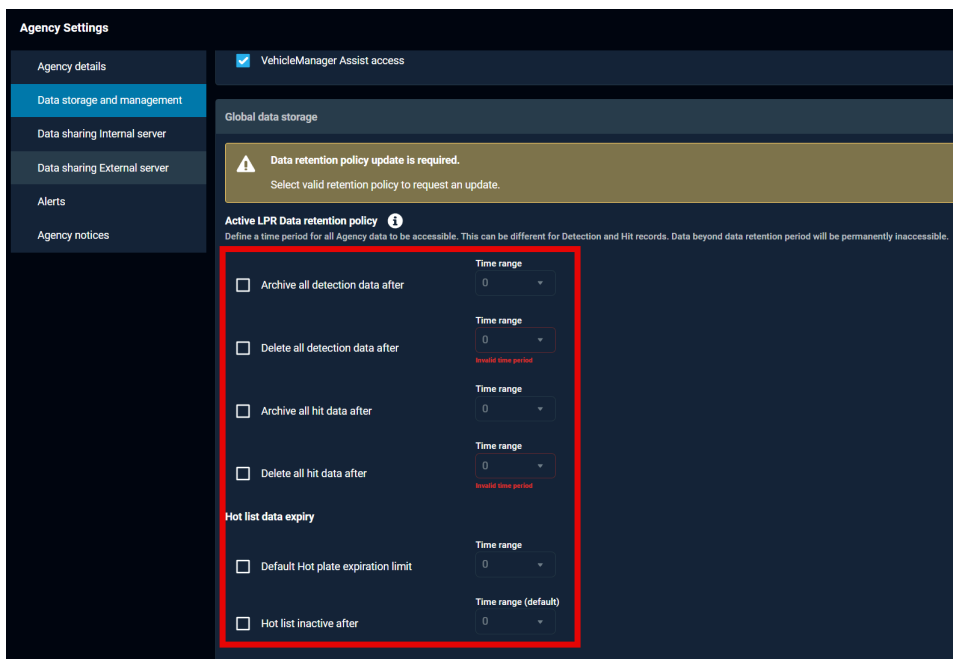 Agency Settings
Agency details
Data storage and management
Data sharing Internal server
Data sharing External server
Alerts
Agency notices
VehicleManager Assist access
Global data storage
Data retention policy update is required.
Select valid retention policy to request an update.
Active LPR Data retention policy
Define a time period for all Agency data to be accessible. This can be different for Detection and Hit records. Data beyond data retention period will be permanently inaccessible.
Time range
Archive all detection data after 0
Time range
Delete all detection data after 0
Invalid time period
Time range
Archive all hit data after 0
Time range
Delete all hit data after 0
Invalid time period
Hot list data expiry
Time range
Default Hot plate expiration limit 0
Time range (default)
Hot list inactive after 0